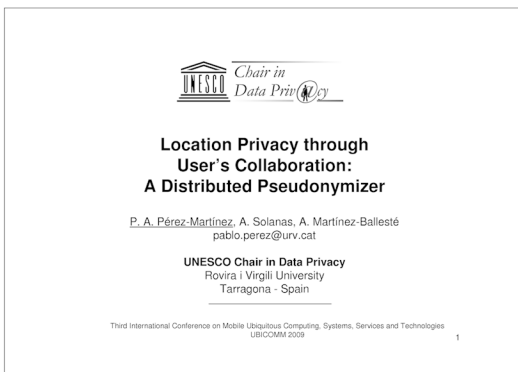 UNESCO
Chair in
Data Privacy
Location Privacy through
User's Collaboration:
A Distributed Pseudonymizer
P. A. Pérez-Martínez, A. Solanas, A. Martínez-Ballesté
pablo.perez@urv.cat
UNESCO Chair in Data Privacy
Rovira i Virgili University
Tarragona - Spain
Third International Conference on Mobile Ubiquitous Computing, Systems, Services and Technologies
UBICOMM 2009
1